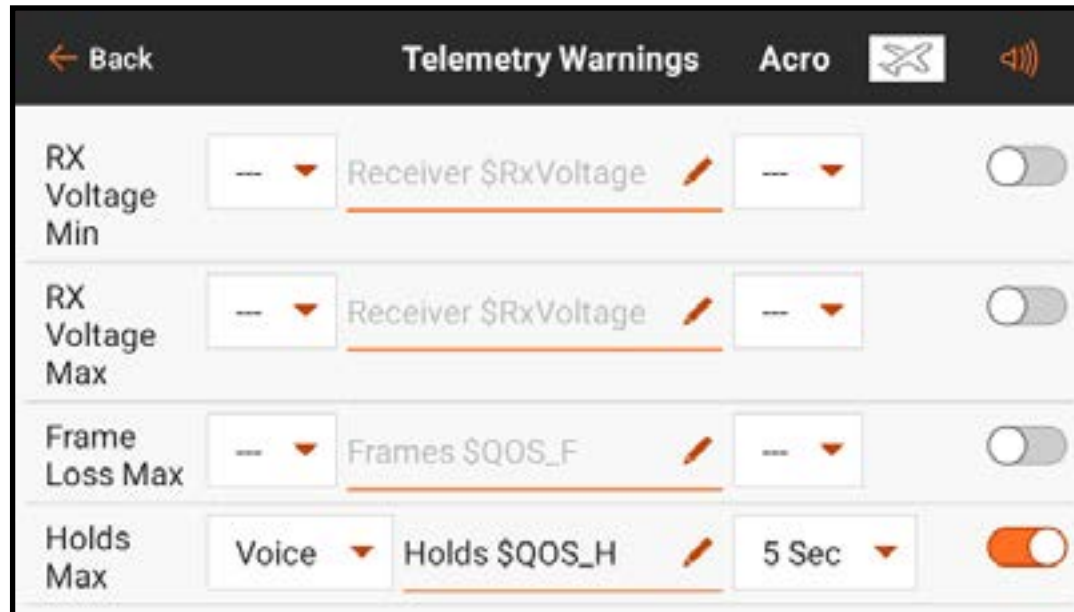 Back Telemetry Warnings Acro
RX
Voltage
Min
--- Receiver $RxVoltage ---
RX
Voltage
Max
--- Receiver $RxVoltage ---
Frame
Loss Max
--- Frames $QOS_F ---
Holds
Max
Voice Holds $QOS_H 5 Sec